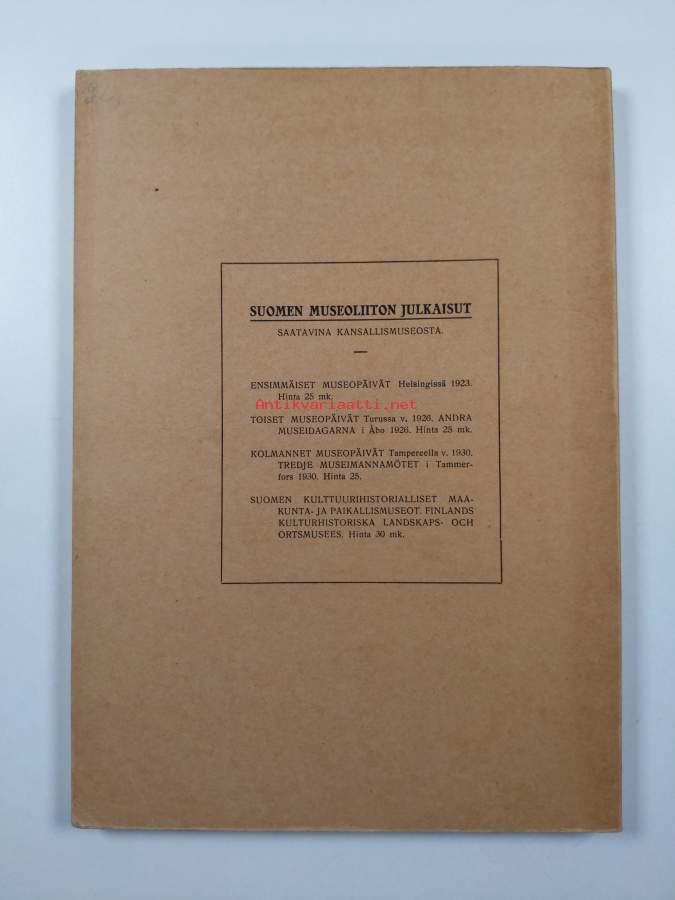 SUOMEN MUSEOLIITON JULKAISUT
SAATAVINA KANSALLISMUSEOSTA.
ENSIMMÄISET MUSEOPÄIVÄT Helsingissä 1923.
Hinta 25 mk.
Antikvariaatti.net
TOISET MUSEOPÄIVÄT Turussa v. 1926. ANDRA
MUSEIDAGARNA i Åbo 1926. Hinta 25 mk.
KOLMANNET MUSEOPÄIVÄT Tampereella v. 1930.
TREDJE MUSEIMANNAMÖTET i Tammer-
fors 1930. Hinta 25.
SUOMEN KULTTUURIHISTORIALLISET MAA-
KUNTA- JA PAIKALLISMUSEOT. FINLANDS
KULTURHISTORISKA LANDSKAPS- OCH
ORTSMUSEES. Hinta 30 mk.